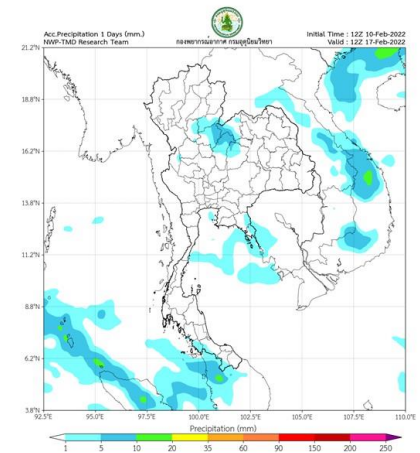 Acc.Precipitation 1 Days (mm.)
NWP-TMD Research Team
กองพยากรณ์อากาศ กรมอุตุนิยมวิทยา
Initial Time : 12Z 10-Feb-2022
Valid : 12Z 17-Feb-2022
21.2°N
18.8°N
16.2°N
13.8°N
11.2°N
8.8°N
6.2°N
3.8°N
92.5°E 95.0°E 97.5°E 100.0°E 102.5°E 105.0°E 107.5°E 110.0°E
Precipitation (mm)
1 5 10 20 35 60 90 150 200 250